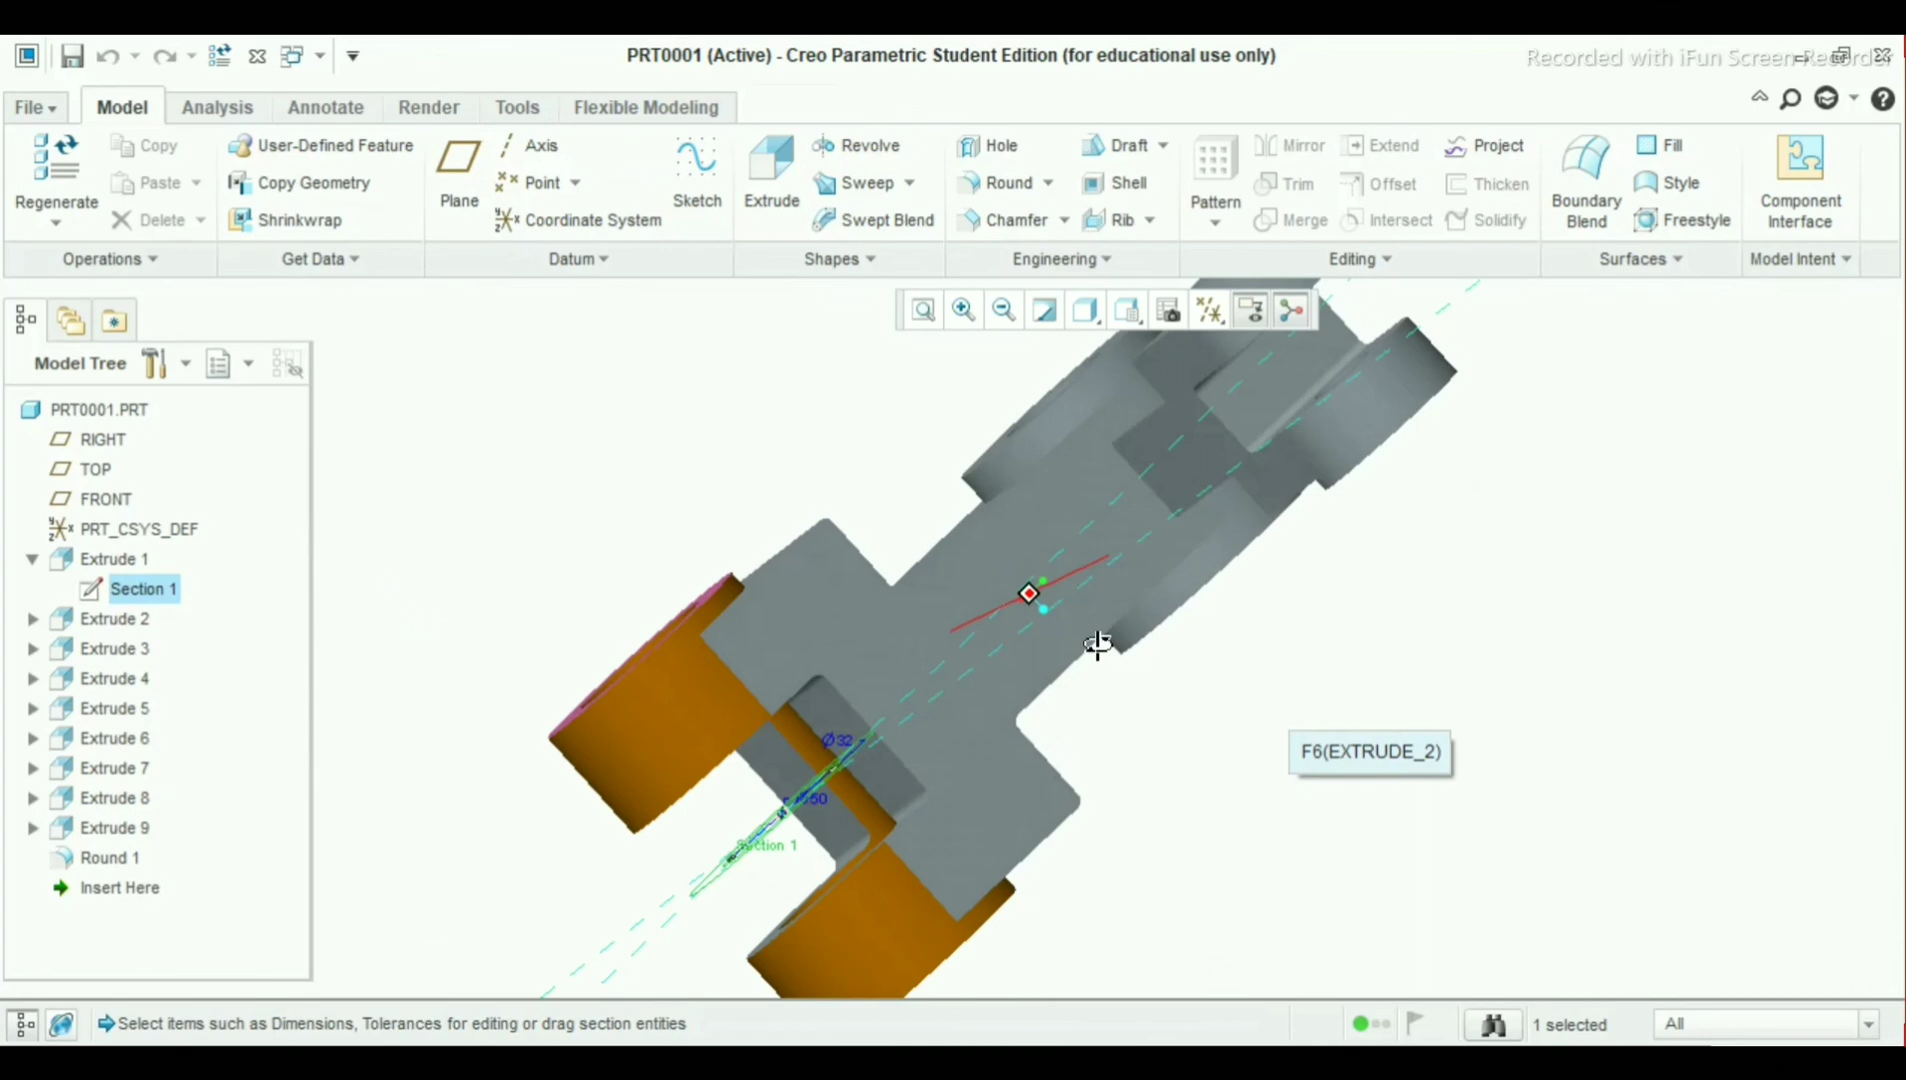 PRT0001 (Active) - Creo Parametric Student Edition (for educational use only)
Recorded with iFun Screen Recorder
File Model Analysis Annotate Render Tools Flexible Modeling
Regenerate
Copy
Paste
Delete
Operations
User-Defined Feature
Copy Geometry
Shrinkwrap
Get Data
Plane
Axis
Point
Coordinate System
Sketch
Datum
Extrude
Revolve
Sweep
Swept Blend
Shapes
Hole
Round
Chamfer
Draft
Shell
Rib
Engineering
Pattern
Mirror
Trim
Merge
Extend
Offset
Intersect
Project
Thicken
Solidify
Editing
Boundary
Blend
Fill
Style
Freestyle
Surfaces
Component
Interface
Model Intent
Model Tree
PRT0001.PRT
RIGHT
TOP
FRONT
PRT_CSYS_DEF
Extrude 1
Section 1
Extrude 2
Extrude 3
Extrude 4
Extrude 5
Extrude 6
Extrude 7
Extrude 8
Extrude 9
Round 1
Insert Here
Ø32
Section 1
F6(EXTRUDE_2)
Select items such as Dimensions, Tolerances for editing or drag section entities
1 selected
All